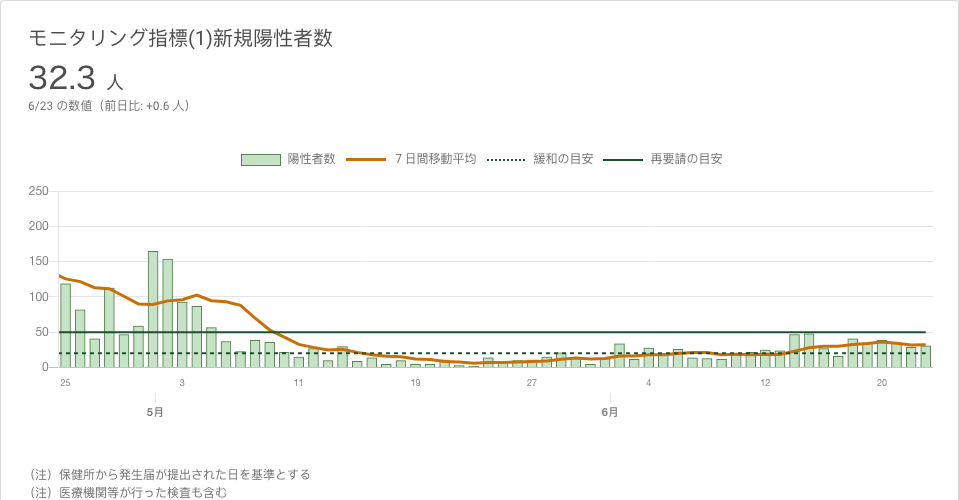 モニタリング指標(1)新規陽性者数
32.3 人
6/23 の数値（前日比: +0.6 人）
陽性者数 7 日間移動平均 緩和の目安 再要請の目安
250
200
150
100
50
0
25 3 11 19 27 4 12 20
5月 6月
（注）保健所から発生届が提出された日を基準とする
（注）医療機関等が行った検査も含む